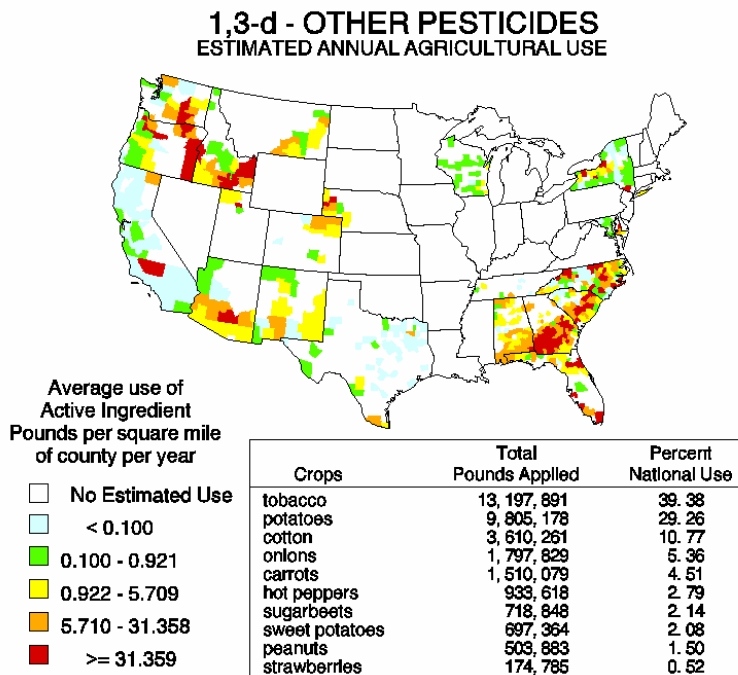 1,3-d - OTHER PESTICIDES
ESTIMATED ANNUAL AGRICULTURAL USE
Average use of
Active Ingredient
Pounds per square mile
of county per year
No Estimated Use
< 0.100
0.100 - 0.921
0.922 - 5.709
5.710 - 31.358
>= 31.359
Total Percent
Crops Pounds Applied National Use
tobacco 13, 197, 891 39. 38
potatoes 9, 805, 178 29. 26
cotton 3, 610, 261 10. 77
onions 1, 797, 829 5. 36
carrots 1, 510, 079 4. 51
hot peppers 933, 618 2. 79
sugarbeets 718, 848 2. 14
sweet potatoes 697, 364 2. 08
peanuts 503, 883 1. 50
strawberries 174, 785 0. 52